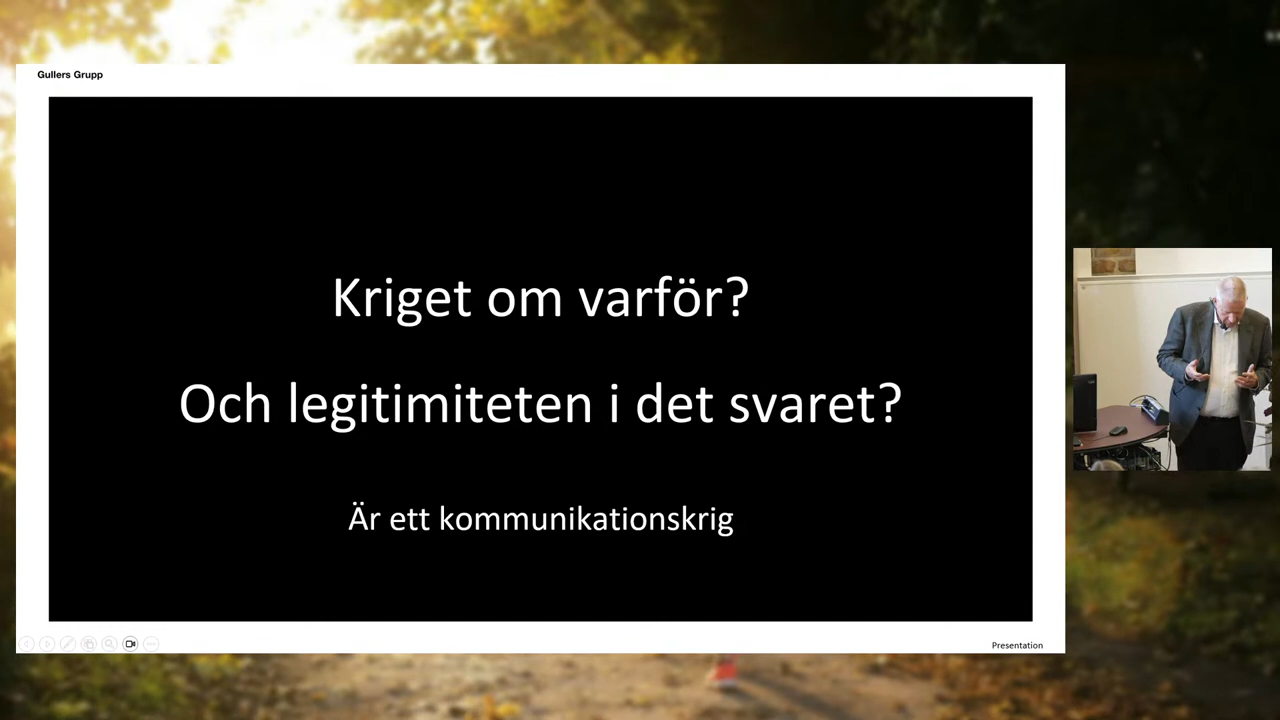 Gullers Grupp
Kriget om varför?
Och legitimiteten i det svaret?
Är ett kommunikationskrig
Presentation